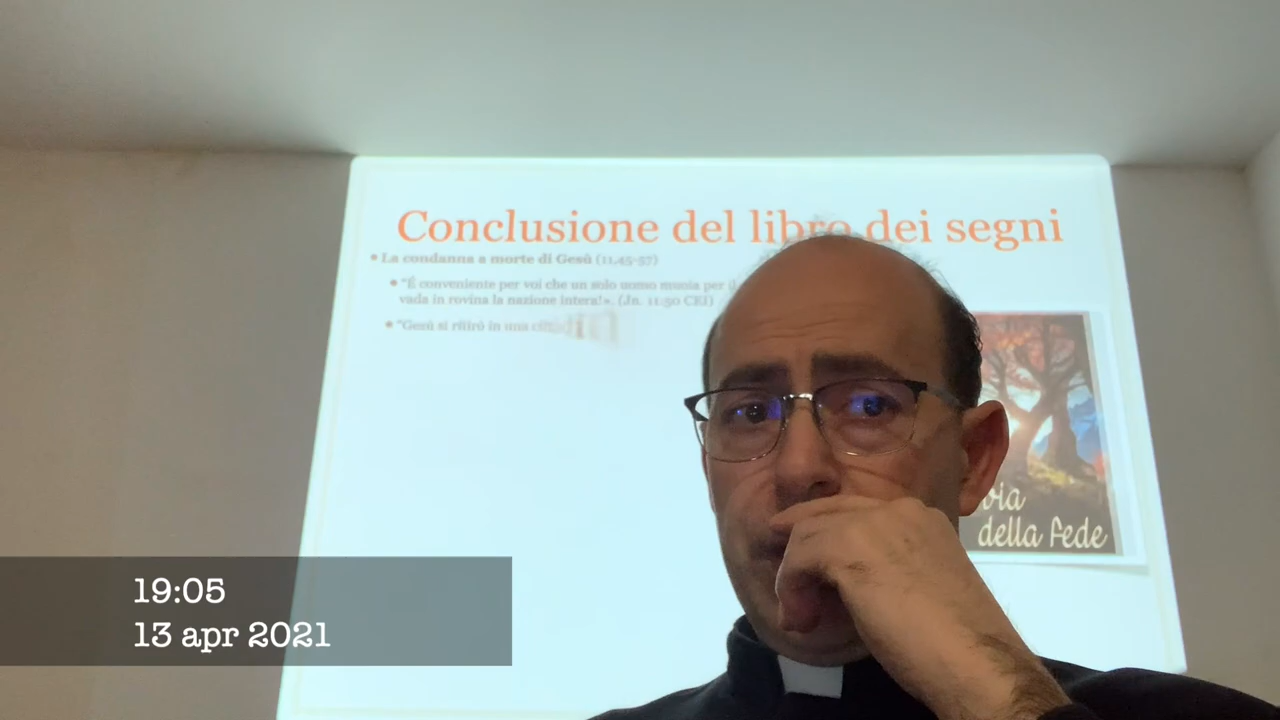 Conclusione del libro dei segni
• La condanna a morte di Gesù (11,45-57)
• "È conveniente per voi che un solo uomo muoia per il
vada in rovina la nazione intera!». (Jn. 11:50 CEI)
• "Gesù si ritirò in una
via
della Fede
19:05
13 apr 2021